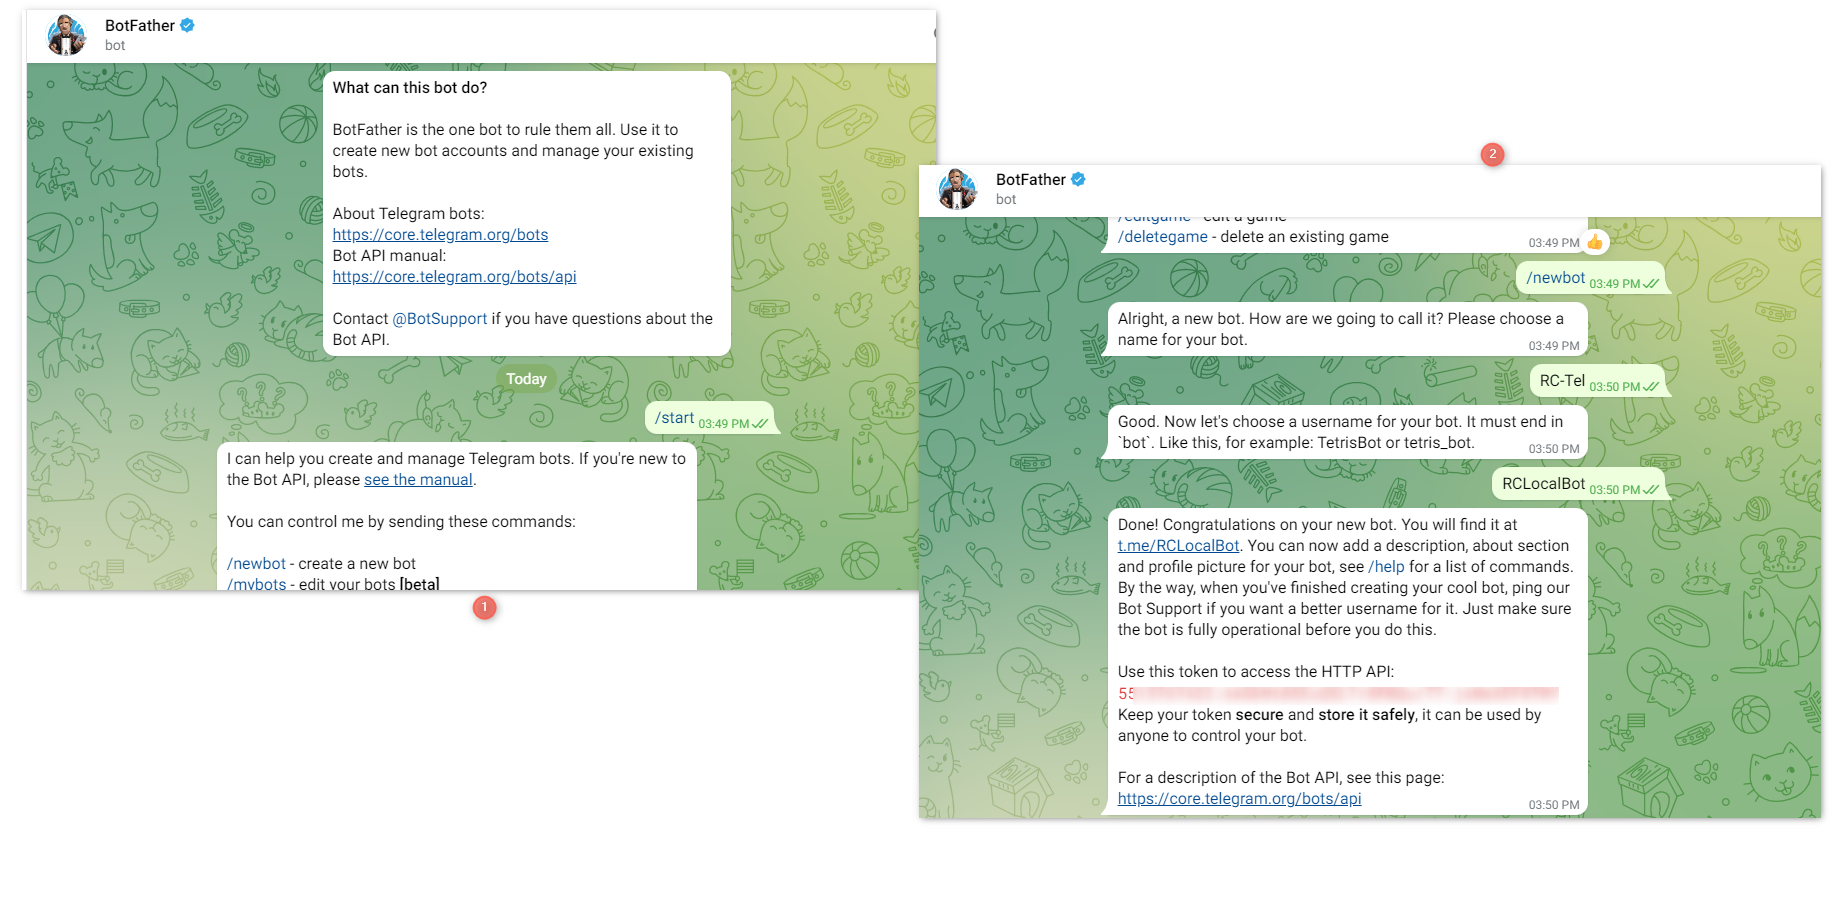 BotFather
bot
What can this bot do?
BotFather is the one bot to rule them all. Use it to
create new bot accounts and manage your existing
bots.
About Telegram bots:
https://core.telegram.org/bots
Bot API manual:
https://core.telegram.org/bots/api
Contact @BotSupport if you have questions about the
Bot API.
Today
/start 03:49 PM
I can help you create and manage Telegram bots. If you're new to
the Bot API, please see the manual.
You can control me by sending these commands:
/newbot - create a new bot
/mybots - edit your bots [beta]
1
2
BotFather
bot
/editgame - edit a game
/deletegame - delete an existing game 03:49 PM
/newbot 03:49 PM
Alright, a new bot. How are we going to call it? Please choose a
name for your bot. 03:49 PM
RC-Tel 03:50 PM
Good. Now let's choose a username for your bot. It must end in
`bot`. Like this, for example: TetrisBot or tetris_bot. 03:50 PM
RCLocalBot 03:50 PM
Done! Congratulations on your new bot. You will find it at
t.me/RCLocalBot. You can now add a description, about section
and profile picture for your bot, see /help for a list of commands.
By the way, when you've finished creating your cool bot, ping our
Bot Support if you want a better username for it. Just make sure
the bot is fully operational before you do this.
Use this token to access the HTTP API:
55
Keep your token secure and store it safely, it can be used by
anyone to control your bot.
For a description of the Bot API, see this page:
https://core.telegram.org/bots/api 03:50 PM